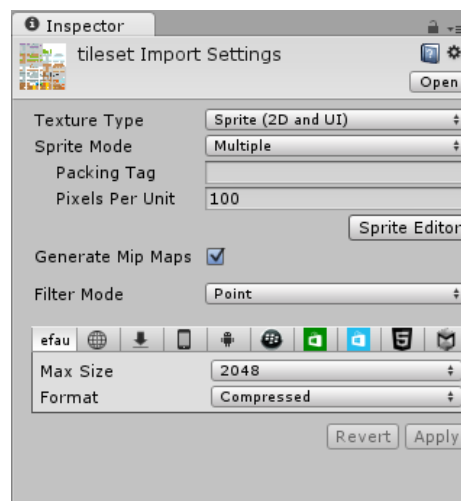 Inspector
tileset Import Settings
Open
Texture Type Sprite (2D and UI)
Sprite Mode Multiple
Packing Tag
Pixels Per Unit 100
Sprite Editor
Generate Mip Maps
Filter Mode Point
efau
Max Size 2048
Format Compressed
Revert Apply